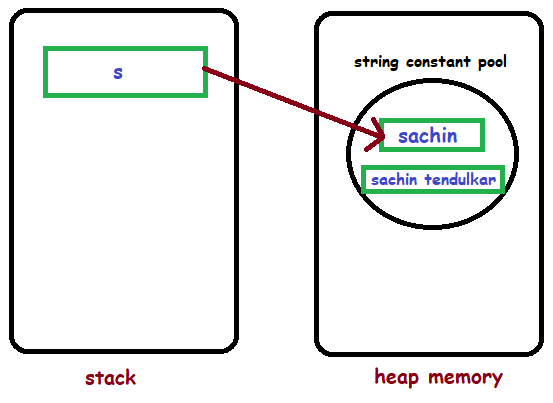 s
string constant pool
sachin
sachin tendulkar
stack
heap memory